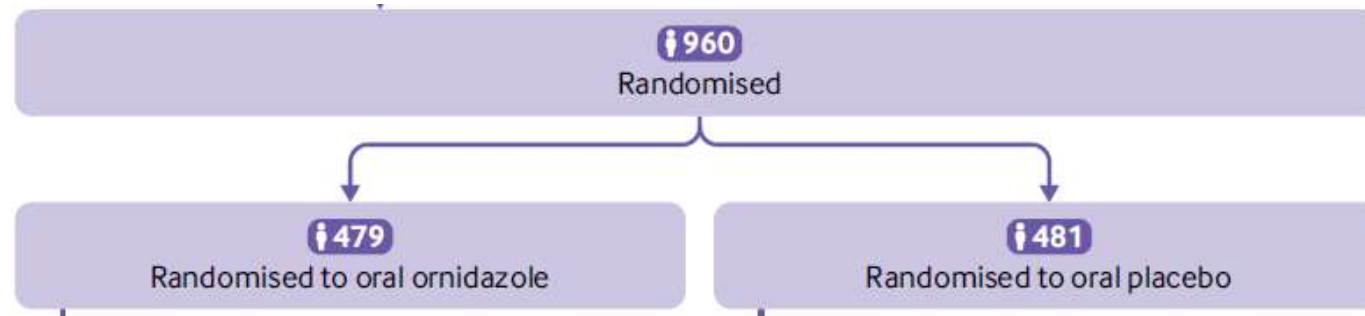 960
Randomised
479
Randomised to oral ornidazole
481
Randomised to oral placebo